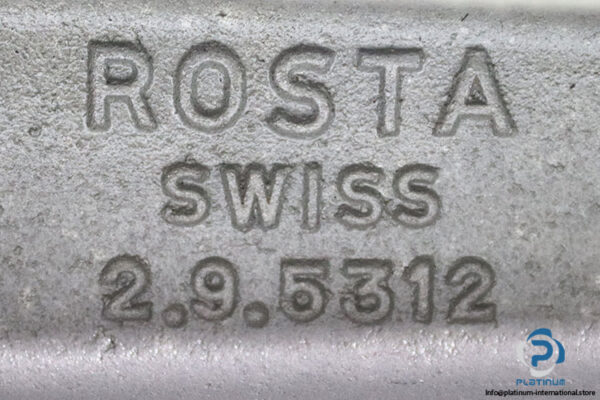 ROSTA
SWISS
2.9.5312
PLATINUM
Info@platinum-international.store